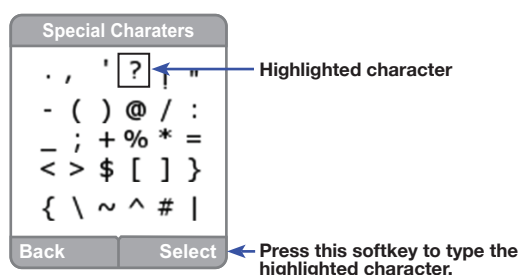 Special Charaters
. , ' ? ! "
Highlighted character
- ( ) @ / :
_ ; + % * =
< > $ [ ] }
{ \ ~ ^ # |
Back Select
Press this softkey to type the
highlighted character.